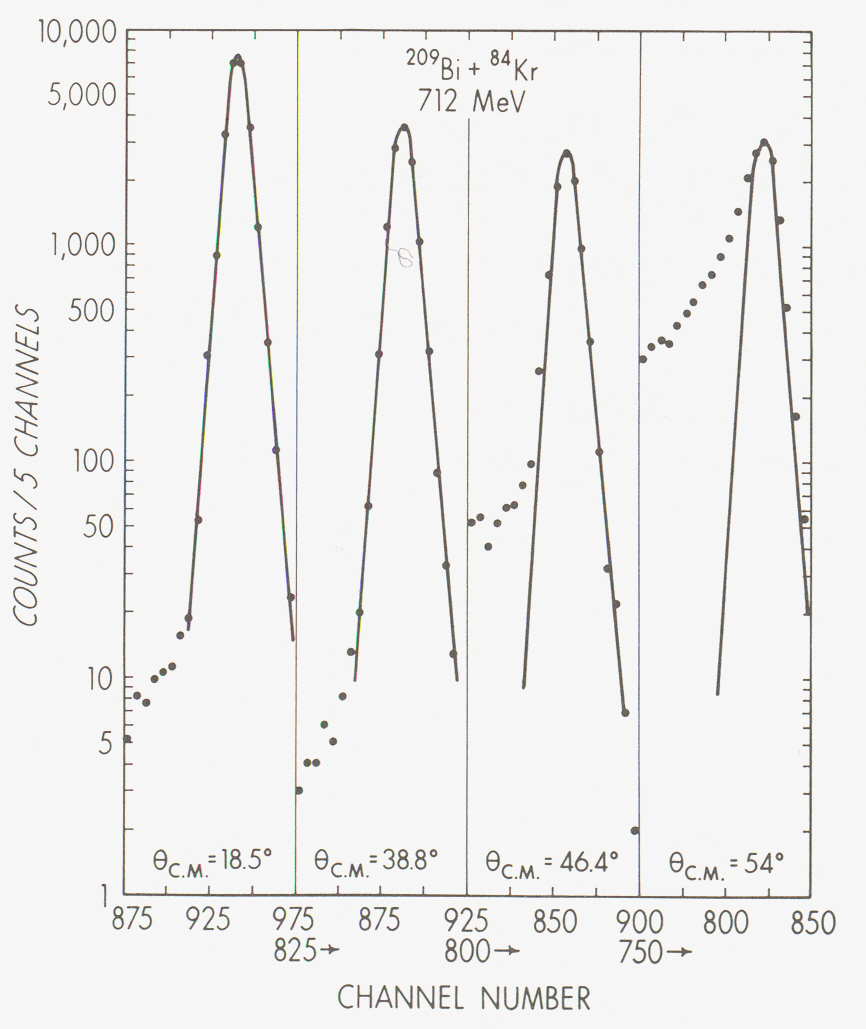 10,000
5,000
1,000
500
100
50
10
5
1
COUNTS / 5 CHANNELS
²⁰⁹Bi + ⁸⁴Kr
712 MeV
θC.M. = 18.5°
θC.M. = 38.8°
θC.M. = 46.4°
θC.M. = 54°
875 925 975 875 925 850 900 800 850
825→ 800→ 750→
CHANNEL NUMBER